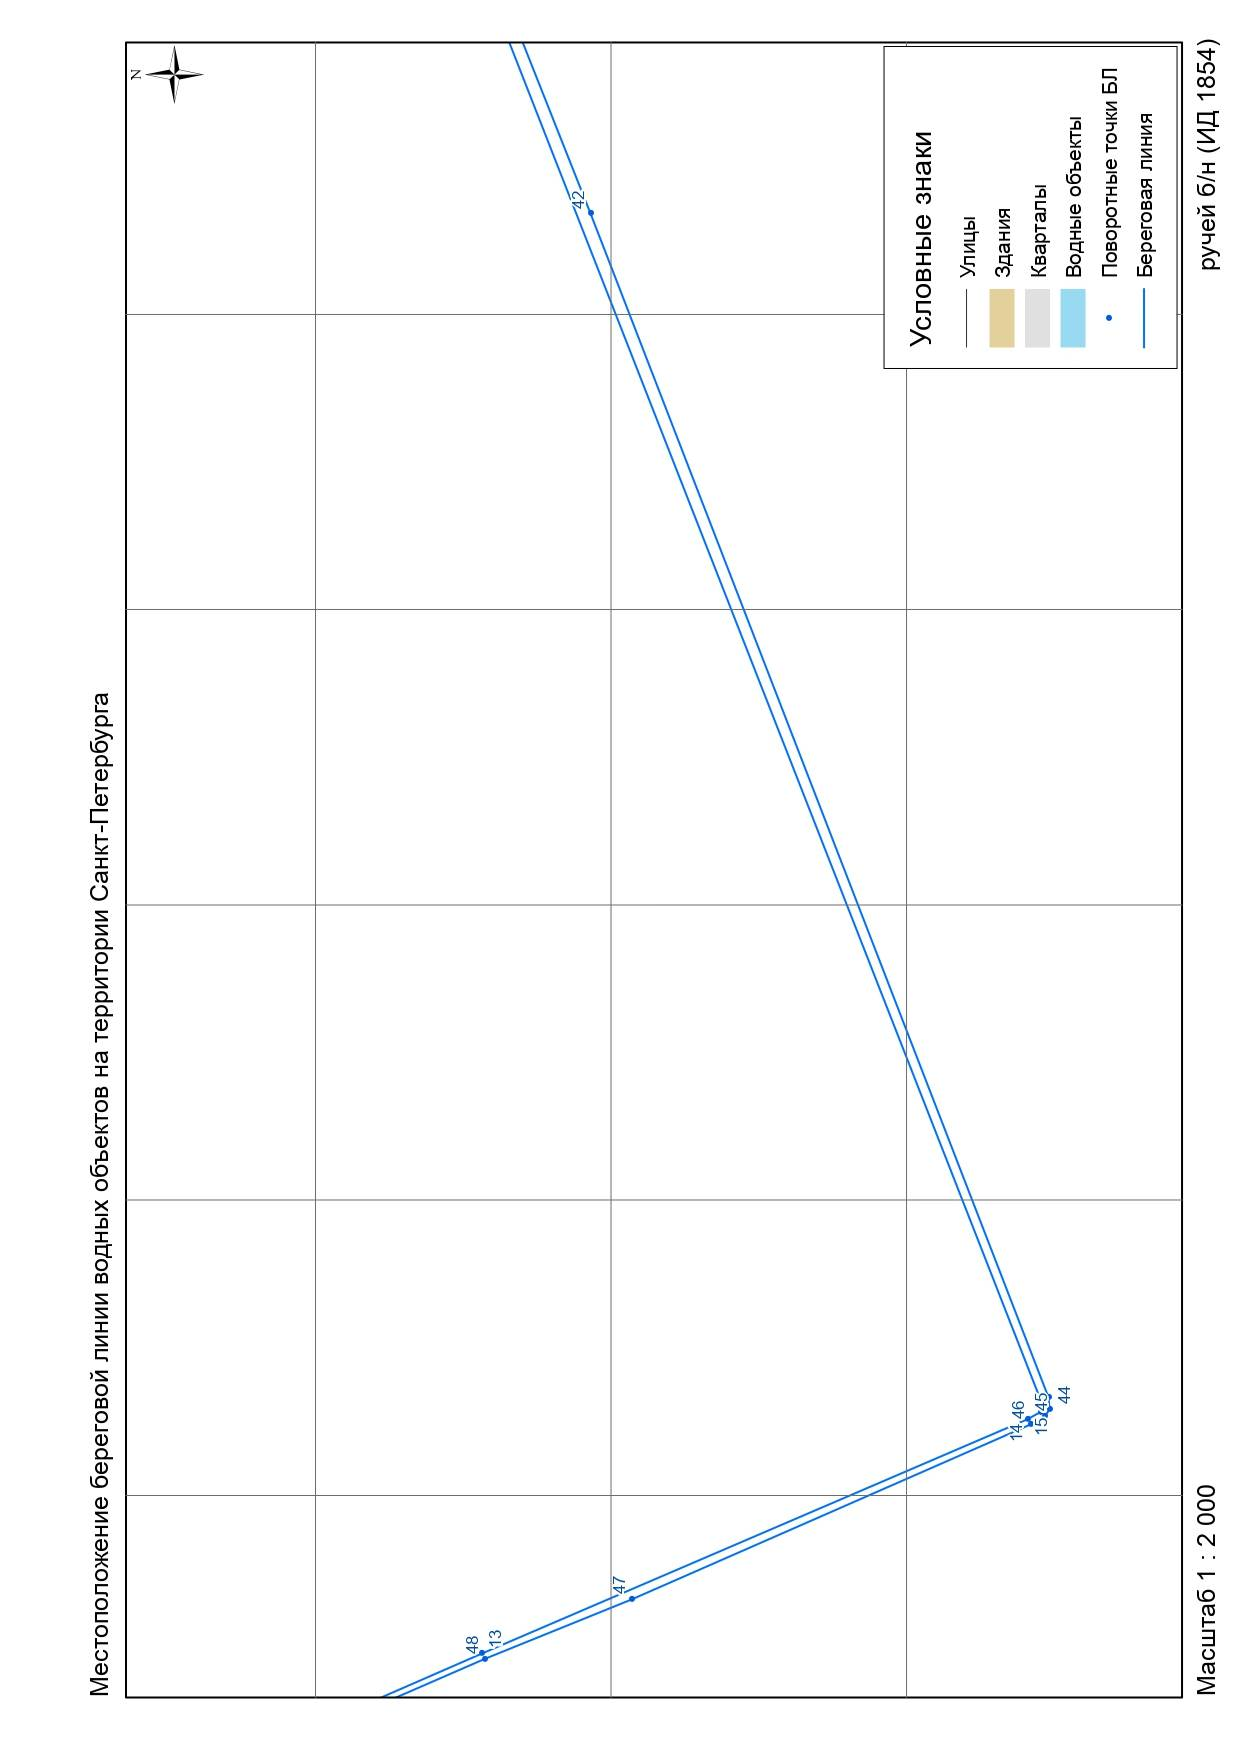 Местоположение береговой линии водных объектов на территории Санкт-Петербурга
N
42
48
13
47
14
46
15
45
44
Условные знаки
Улицы
Здания
Кварталы
Водные объекты
Поворотные точки БЛ
Береговая линия
Масштаб 1 : 2 000
ручей б/н (ИД 1854)